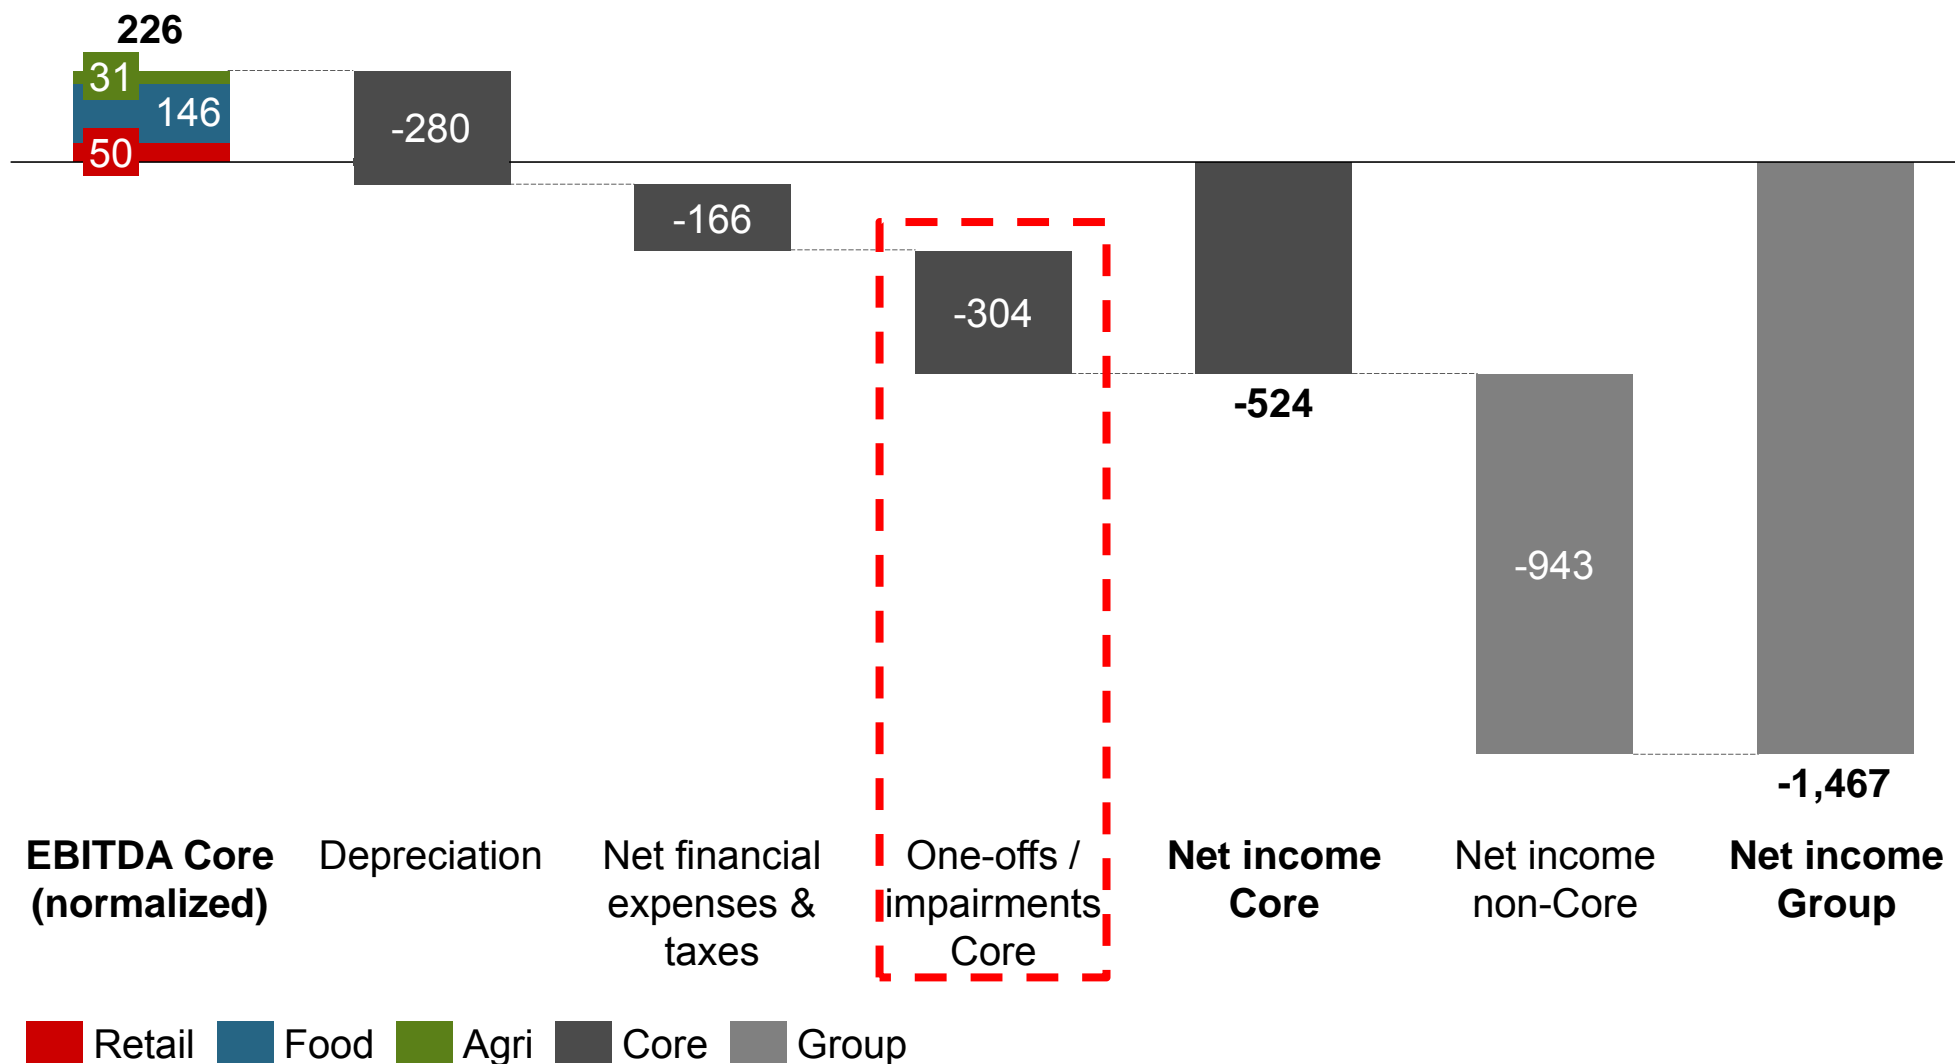 226
31
146
50
-280
-166
-304
-524
-943
-1,467
EBITDA Core
(normalized)
Depreciation
Net financial
expenses &
taxes
One-offs /
impairments
Core
Net income
Core
Net income
non-Core
Net income
Group
Retail
Food
Agri
Core
Group